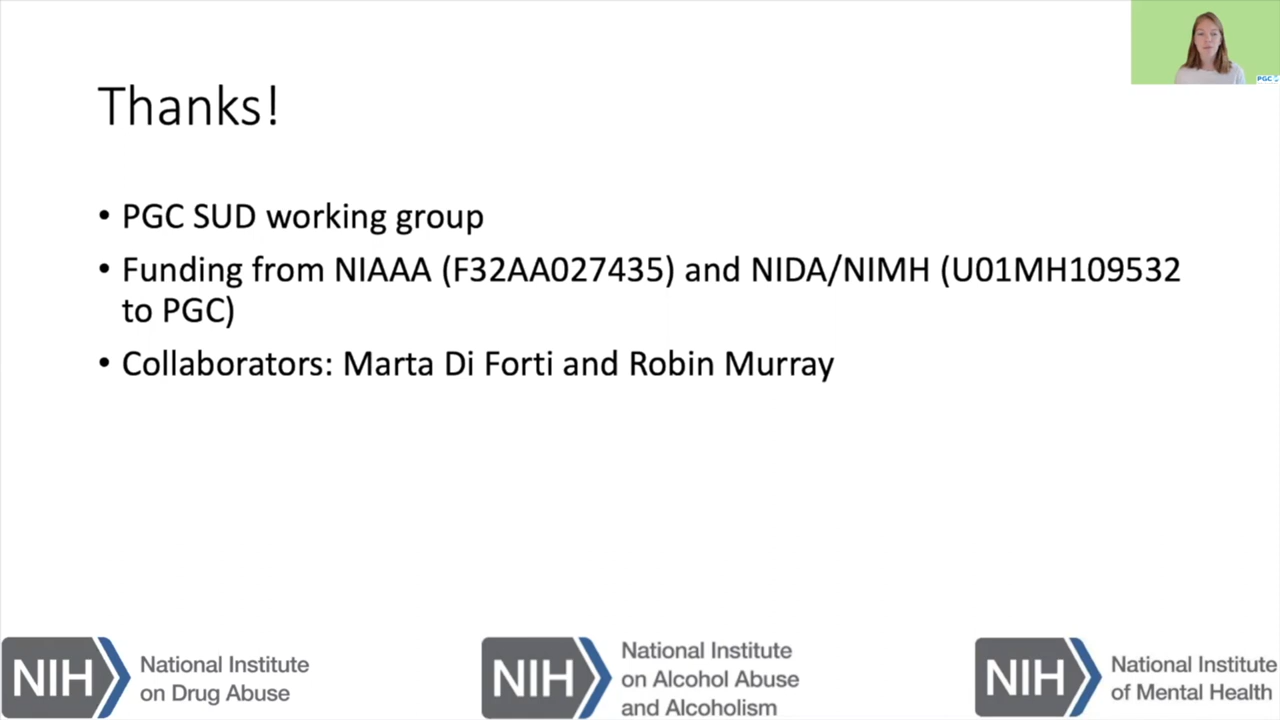 Thanks!
• PGC SUD working group
• Funding from NIAAA (F32AA027435) and NIDA/NIMH (U01MH109532
to PGC)
• Collaborators: Marta Di Forti and Robin Murray
PGC
NIH
National Institute
on Drug Abuse
NIH
National Institute
on Alcohol Abuse
and Alcoholism
NIH
National Institute
of Mental Health